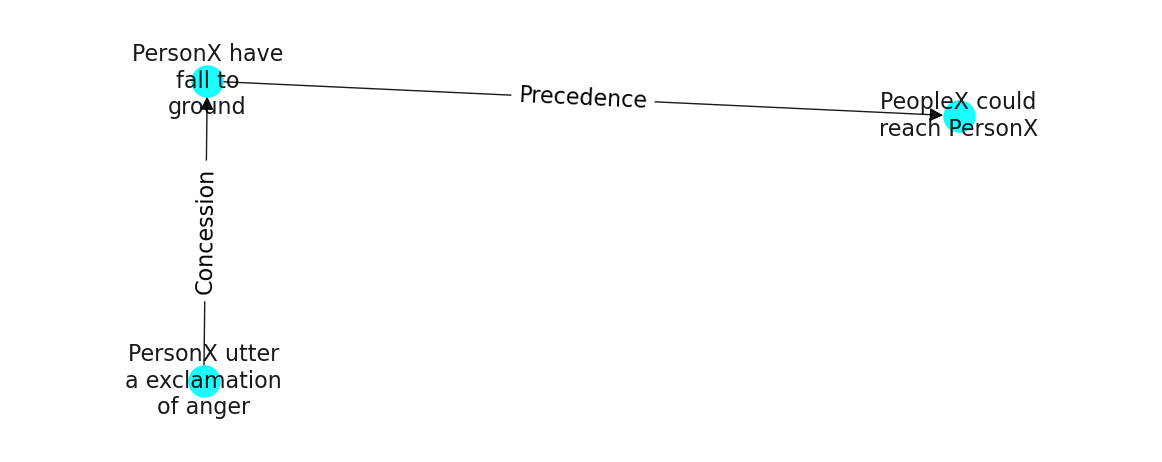 PersonX have
fall to
ground
Precedence
PeopleX could
reach PersonX
Concession
PersonX utter
a exclamation
of anger